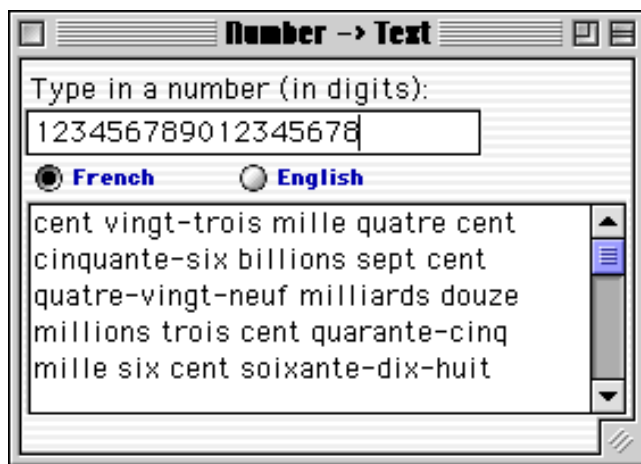 Number -> Text
Type in a number (in digits):
123456789012345678
French English
cent vingt-trois mille quatre cent
cinquante-six billions sept cent
quatre-vingt-neuf milliards douze
millions trois cent quarante-cinq
mille six cent soixante-dix-huit